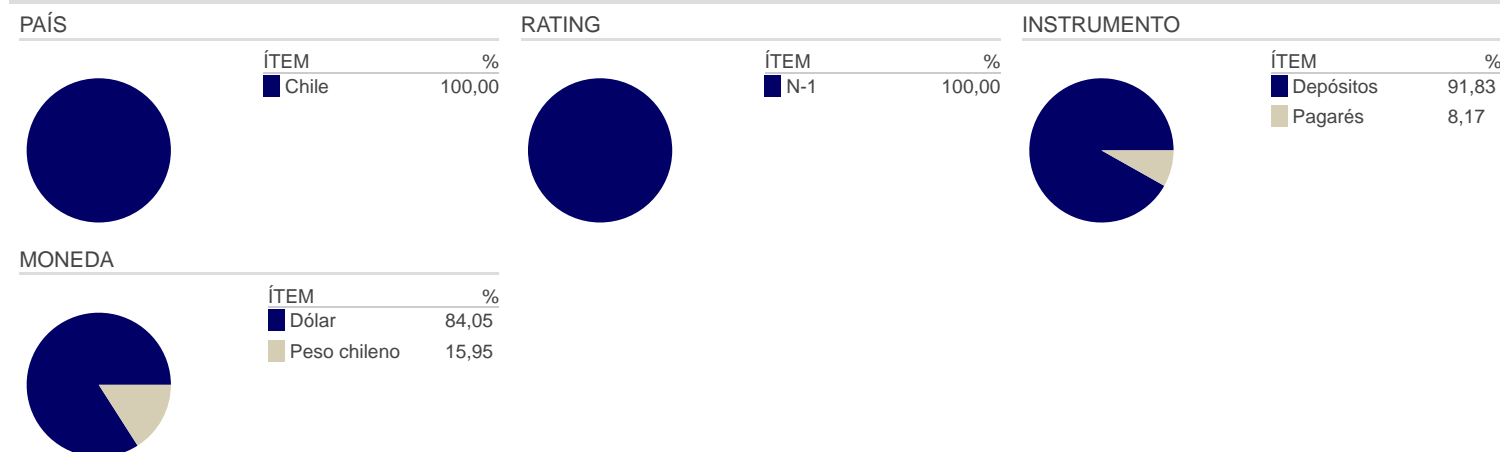 PAÍS
ÍTEM %
Chile 100,00
RATING
ÍTEM %
N-1 100,00
INSTRUMENTO
ÍTEM %
Depósitos 91,83
Pagarés 8,17
MONEDA
ÍTEM %
Dólar 84,05
Peso chileno 15,95